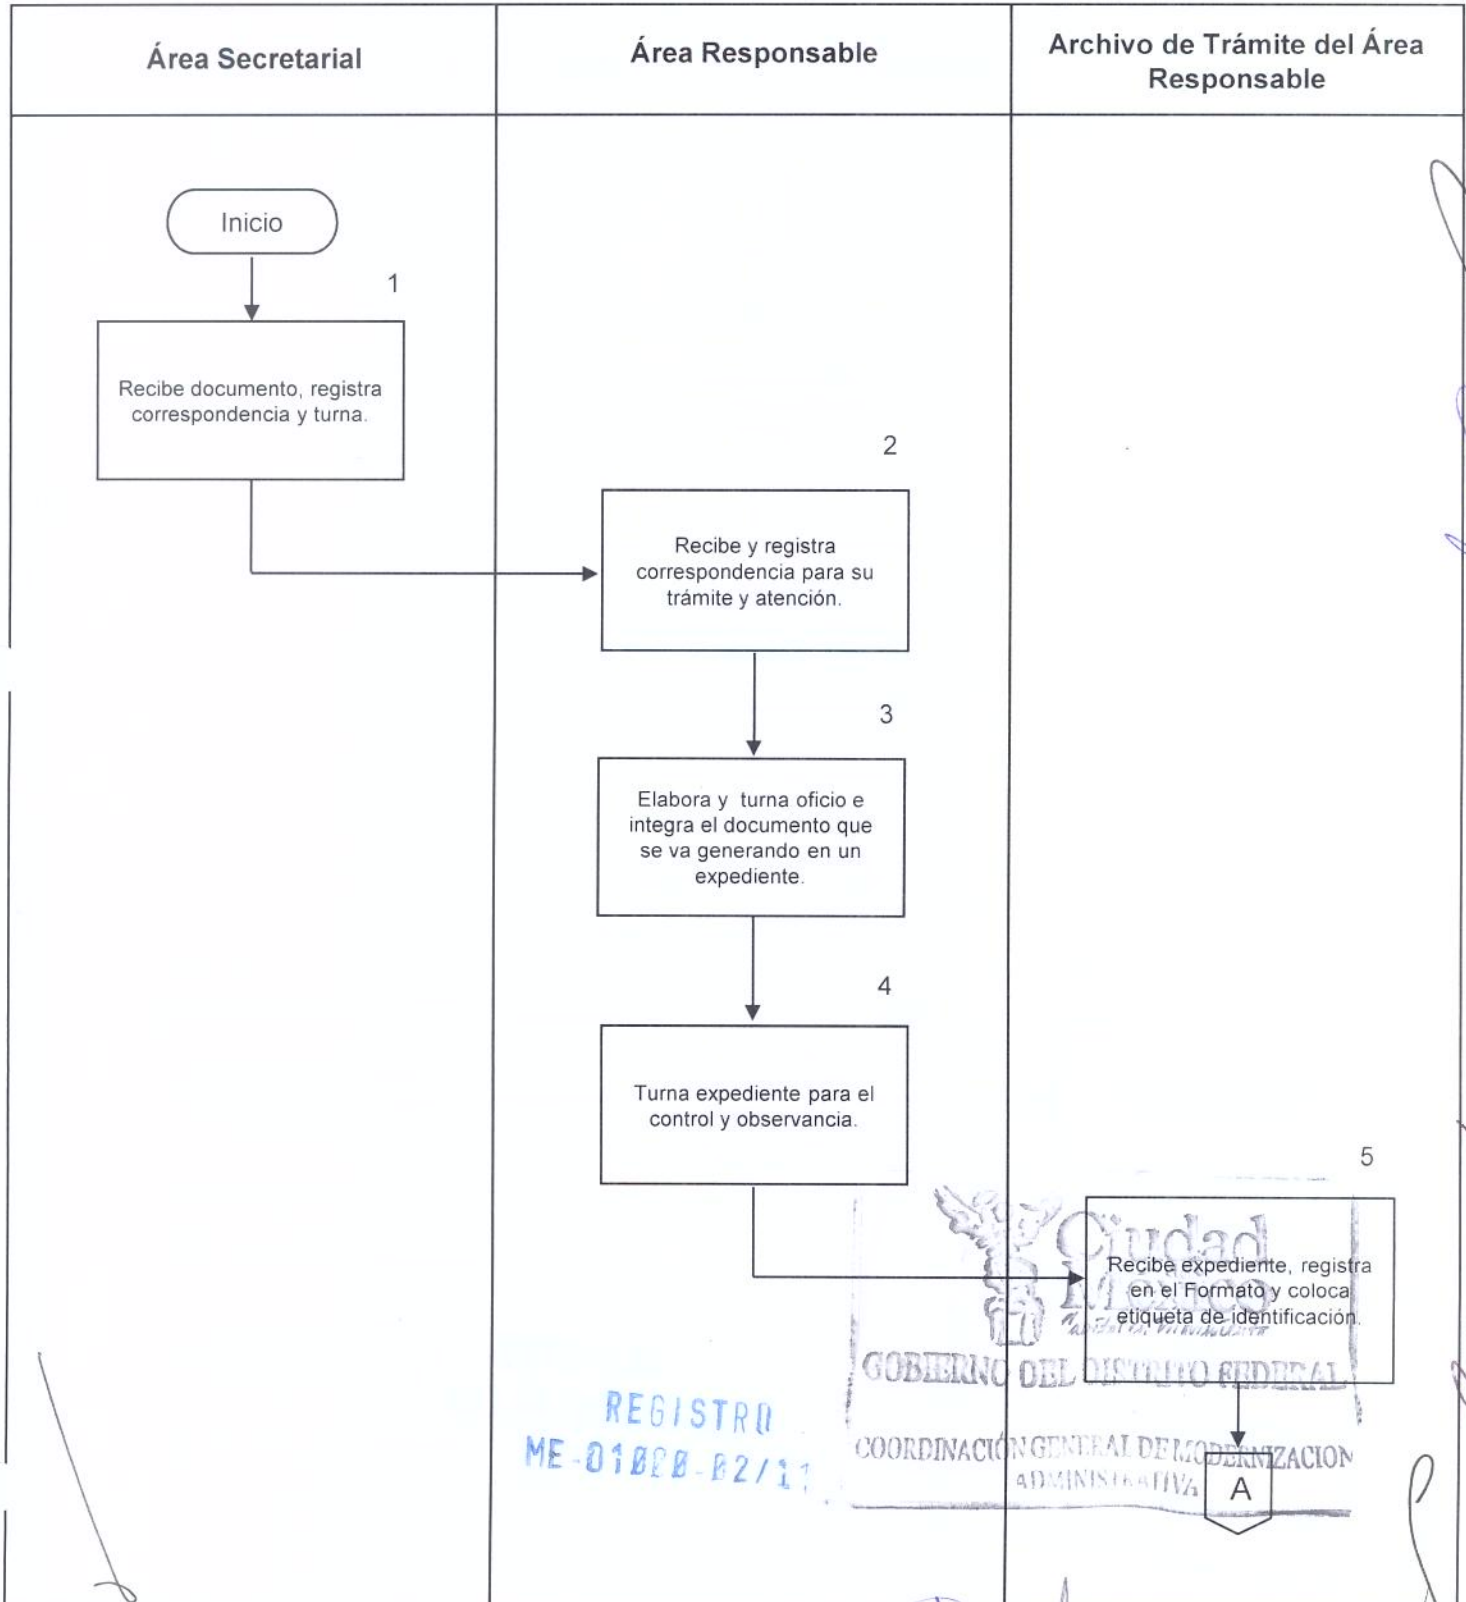 Área Secretarial
Área Responsable
Archivo de Trámite del Área
Responsable
Inicio
1
Recibe documento, registra
correspondencia y turna.
2
Recibe y registra
correspondencia para su
trámite y atención.
3
Elabora y turna oficio e
integra el documento que
se va generando en un
expediente.
4
Turna expediente para el
control y observancia.
5
Ciudad
México
Recibe expediente, registra
en el Formato y coloca
etiqueta de identificación.
GOBIERNO DEL DISTRITO FEDERAL
REGISTRO
COORDINACIÓN GENERAL DE MODERNIZACION
ADMINISTRATIVA
A